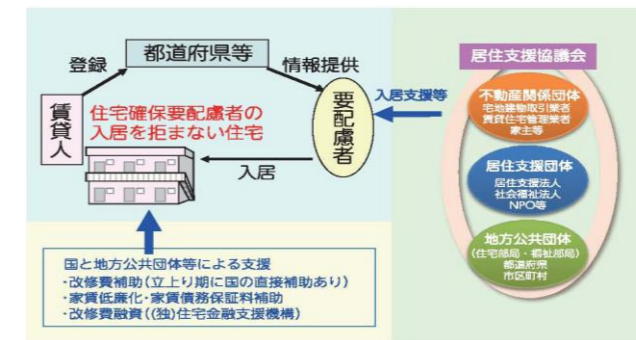 都道府県等
登録
情報提供
賃貸人
住宅確保要配慮者の
入居を拒まない住宅
要配慮者
入居
入居支援等
国と地方公共団体等による支援
・改修費補助(立上り期に国の直接補助あり)
・家賃低廉化・家賃債務保証料補助
・改修費融資((独)住宅金融支援機構)
居住支援協議会
不動産関係団体
宅地建物取引業者
賃貸住宅管理業者
家主等
居住支援団体
居住支援法人
社会福祉法人
NPO等
地方公共団体
(住宅部局・福祉部局)
都道府県
市区町村